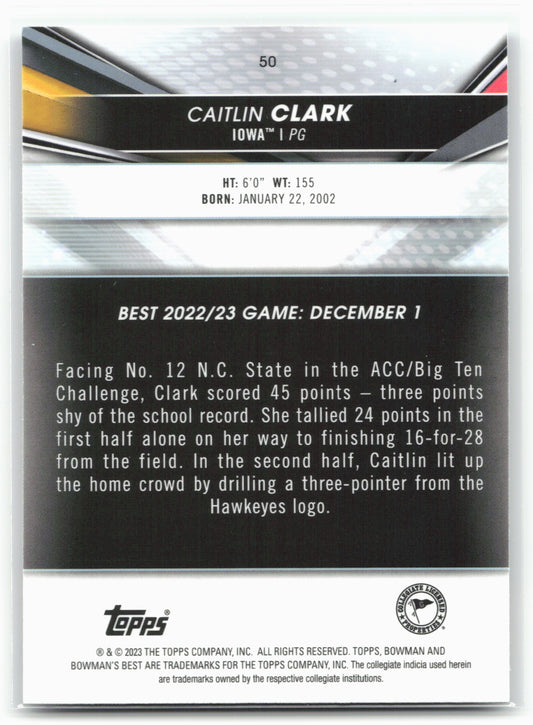 50
CAITLIN CLARK
IOWA™ | PG
HT: 6'0" WT: 155
BORN: JANUARY 22, 2002
BEST 2022/23 GAME: DECEMBER 1
Facing No. 12 N.C. State in the ACC/Big Ten
Challenge, Clark scored 45 points – three points
shy of the school record. She tallied 24 points in the
first half alone on her way to finishing 16-for-28
from the field. In the second half, Caitlin lit up
the home crowd by drilling a three-pointer from the
Hawkeyes logo.
topps®
COLLEGIATE LICENSED PROPERTIES
® & © 2023 THE TOPPS COMPANY, INC. ALL RIGHTS RESERVED. TOPPS, BOWMAN AND
BOWMAN'S BEST ARE TRADEMARKS FOR THE TOPPS COMPANY, INC. The collegiate indicia used herein
are trademarks owned by the respective collegiate institutions.